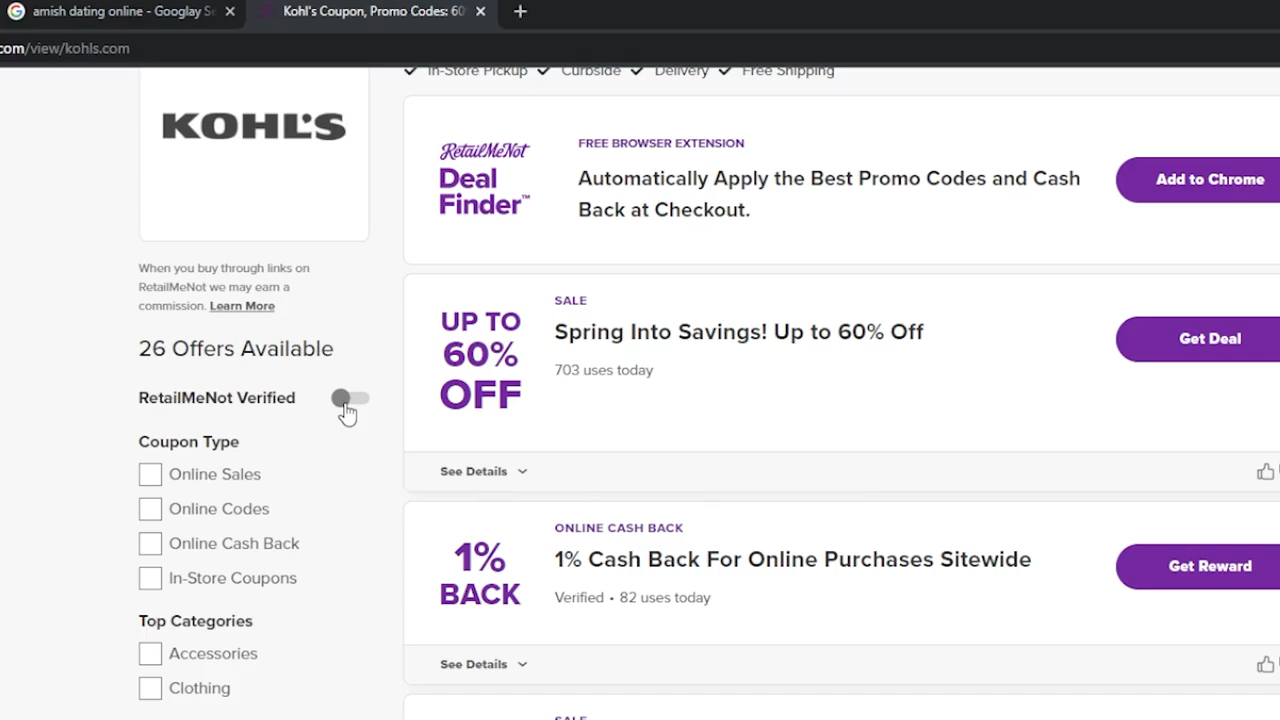 amish dating online - Googlay Se
Kohl's Coupon, Promo Codes: 60
com/view/kohls.com
In-Store Pickup
Curbside
Delivery
Free Shipping
KOHL'S
When you buy through links on
RetailMeNot we may earn a
commission. Learn More
26 Offers Available
RetailMeNot Verified
Coupon Type
Online Sales
Online Codes
Online Cash Back
In-Store Coupons
Top Categories
Accessories
Clothing
RetailMeNot
Deal
Finder™
FREE BROWSER EXTENSION
Automatically Apply the Best Promo Codes and Cash
Back at Checkout.
Add to Chrome
UP TO
60%
OFF
SALE
Spring Into Savings! Up to 60% Off
703 uses today
Get Deal
See Details
1%
BACK
ONLINE CASH BACK
1% Cash Back For Online Purchases Sitewide
Verified • 82 uses today
Get Reward
See Details
SALE